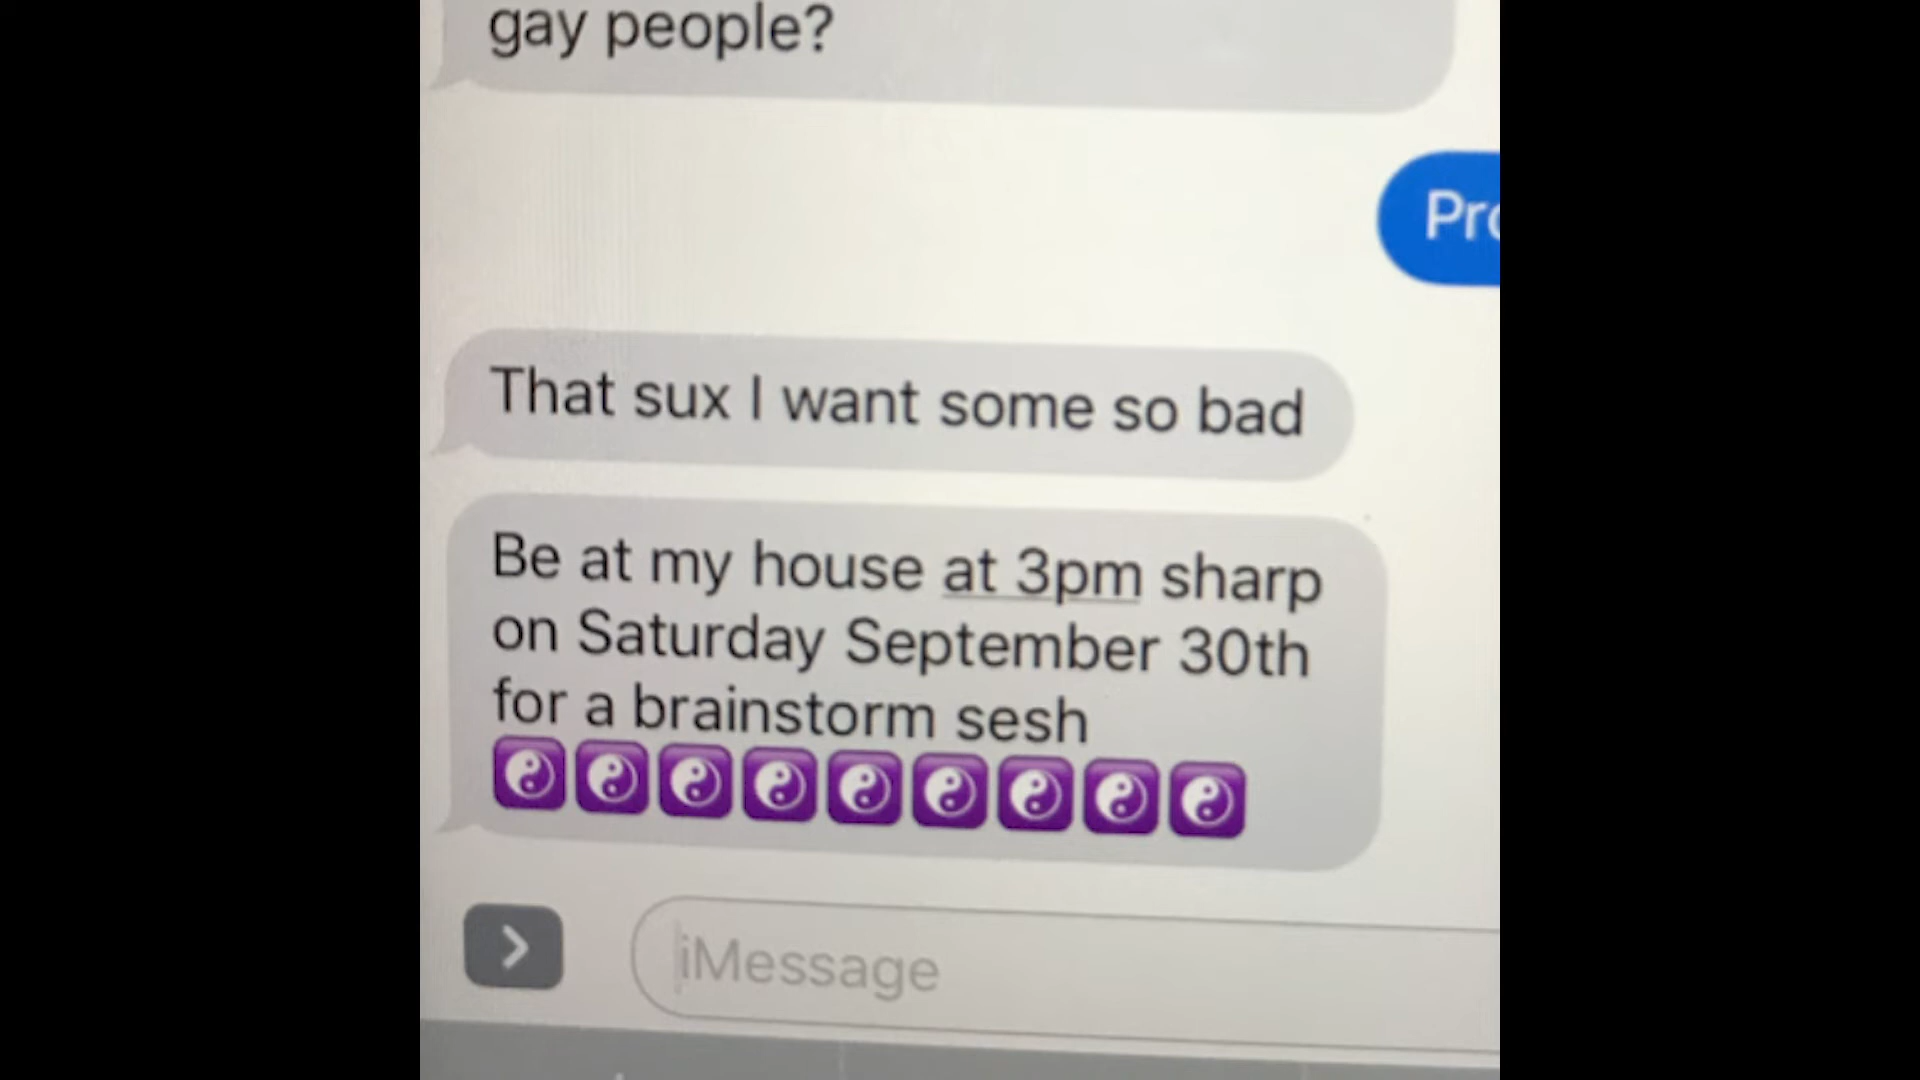 gay people?
That sux I want some so bad
Be at my house at 3pm sharp
on Saturday September 30th
for a brainstorm sesh
☯️☯️☯️☯️☯️☯️☯️☯️☯️
iMessage